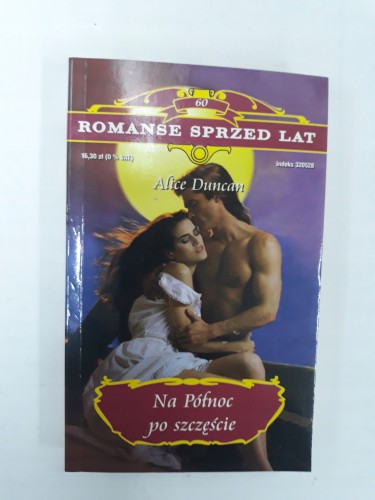 60
ROMANSE SPRZED LAT
16,30 zł (0 % VAT)
indeks 320528
Alice Duncan
Na Północ
po szczęście